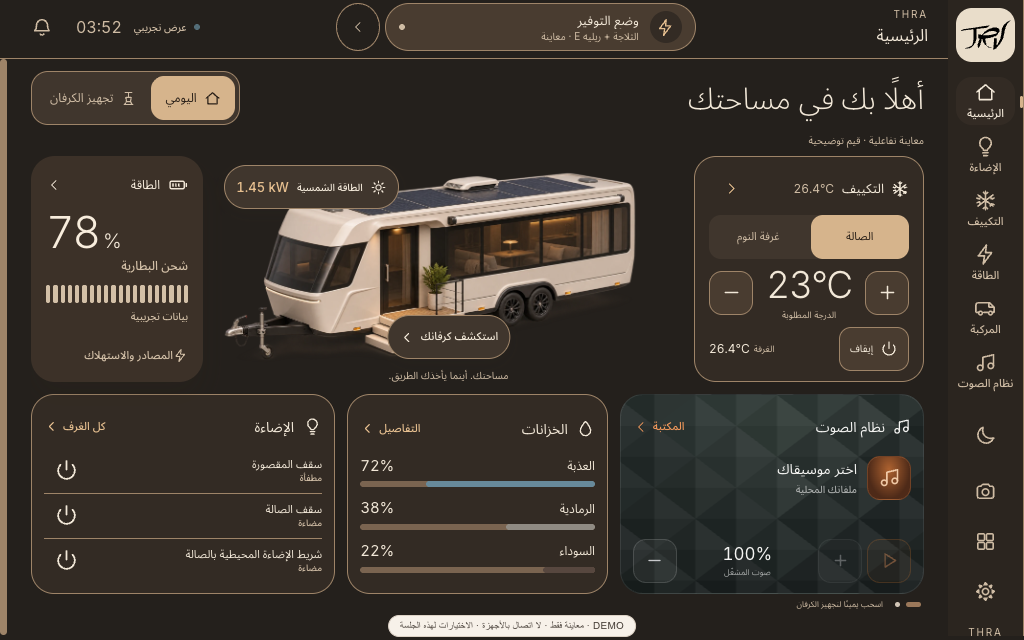 THRA
الرئيسية
وضع التوفير
الثلاجة + ريليه E · معاينة
عرض تجريبي
03:52
TRV
الرئيسية
الإضاءة
التكييف
الطاقة
المركبة
نظام الصوت
THRA
أهلًا بك في مساحتك
معاينة تفاعلية · قيم توضيحية
اليومي
تجهيز الكرفان
التكييف
26.4°C
الصالة
غرفة النوم
23°C
الدرجة المطلوبة
إيقاف
الغرفة 26.4°C
الطاقة الشمسية 1.45 kW
استكشف كرفانك
مساحتك. أينما يأخذك الطريق.
الطاقة
78%
شحن البطارية
بيانات تجريبية
المصادر والاستهلاك
نظام الصوت
المكتبة
اختر موسيقاك
ملفاتك المحلية
100%
صوت المشغّل
الخزانات
التفاصيل
العذبة 72%
الرمادية 38%
السوداء 22%
الإضاءة
كل الغرف
سقف المقصورة
مطفأة
سقف الصالة
مضاءة
شريط الإضاءة المحيطية بالصالة
مضاءة
اسحب يمينًا لتجهيز الكرفان
DEMO · معاينة فقط · لا اتصال بالأجهزة · الاختيارات لهذه الجلسة